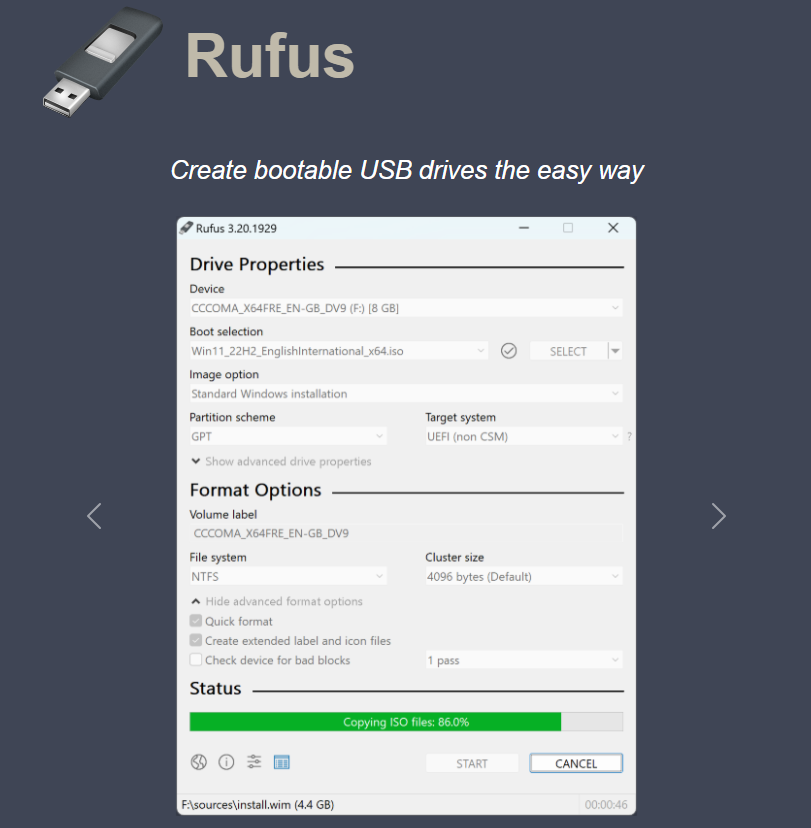 Rufus
Create bootable USB drives the easy way
Rufus 3.20.1929
Drive Properties
Device
CCCOMA_X64FRE_EN-GB_DV9 (F:) [8 GB]
Boot selection
Win11_22H2_EnglishInternational_x64.iso SELECT
Image option
Standard Windows installation
Partition scheme Target system
GPT UEFI (non CSM) ?
Show advanced drive properties
Format Options
Volume label
CCCOMA_X64FRE_EN-GB_DV9
File system Cluster size
NTFS 4096 bytes (Default)
Hide advanced format options
Quick format
Create extended label and icon files
Check device for bad blocks 1 pass
Status
Copying ISO files: 86.0%
START CANCEL
F:\sources\install.wim (4.4 GB) 00:00:46